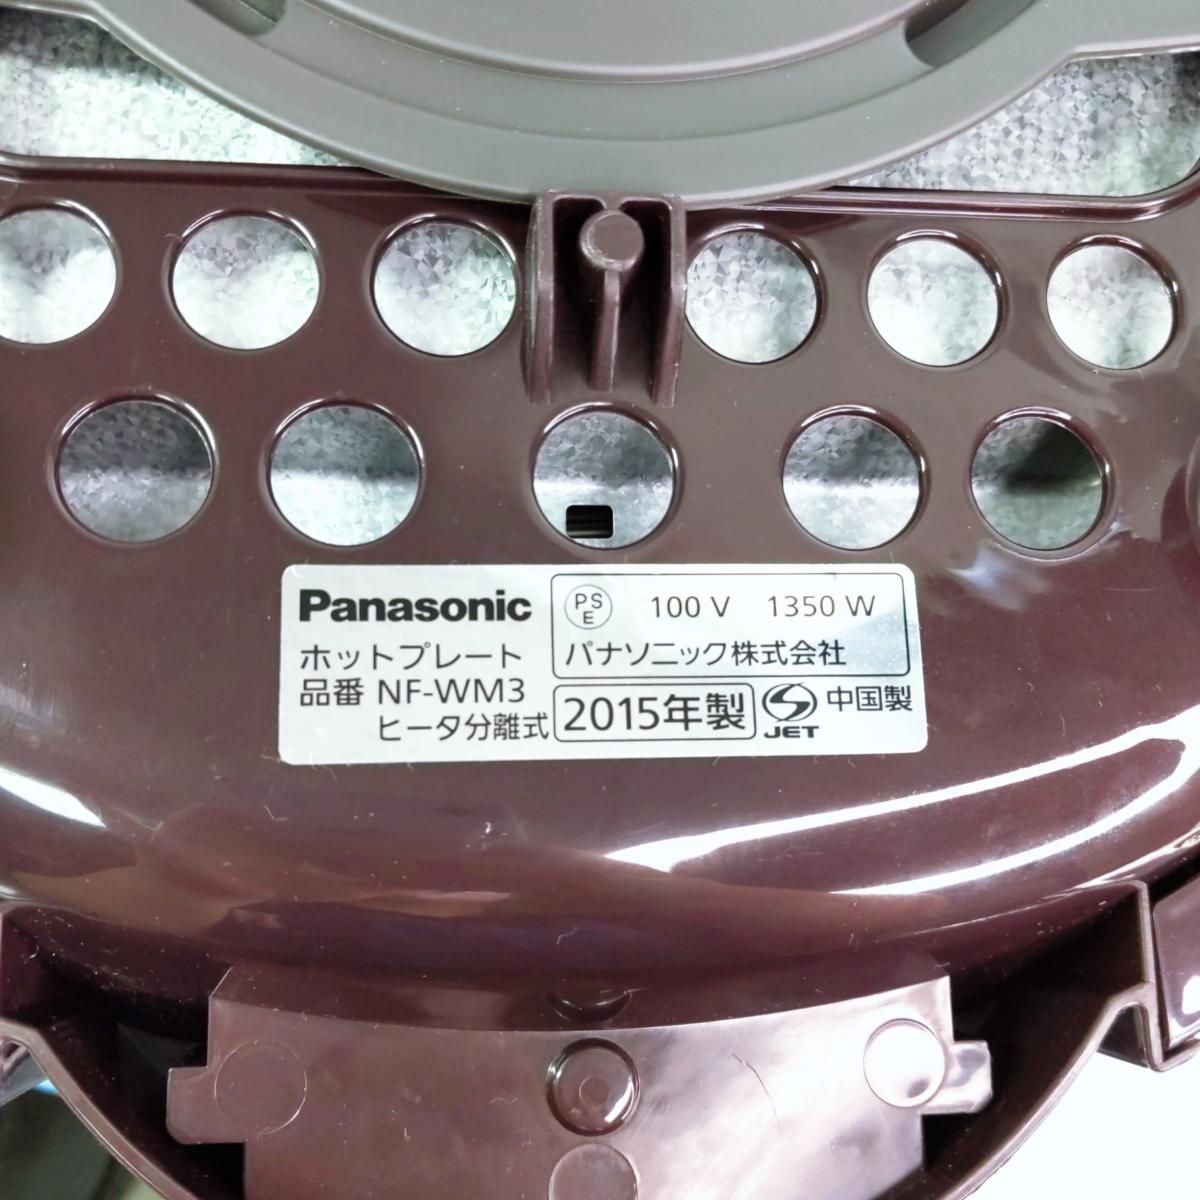 Panasonic
ホットプレート
品番 NF-WM3
ヒータ分離式
PS
E
100 V 1350 W
パナソニック株式会社
2015年製
JET
中国製